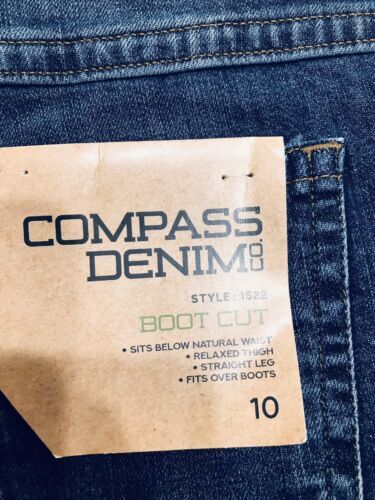 COMPASS
DENIM CO.
STYLE: 1522
BOOT CUT
• SITS BELOW NATURAL WAIST
• RELAXED THIGH
• STRAIGHT LEG
• FITS OVER BOOTS
10